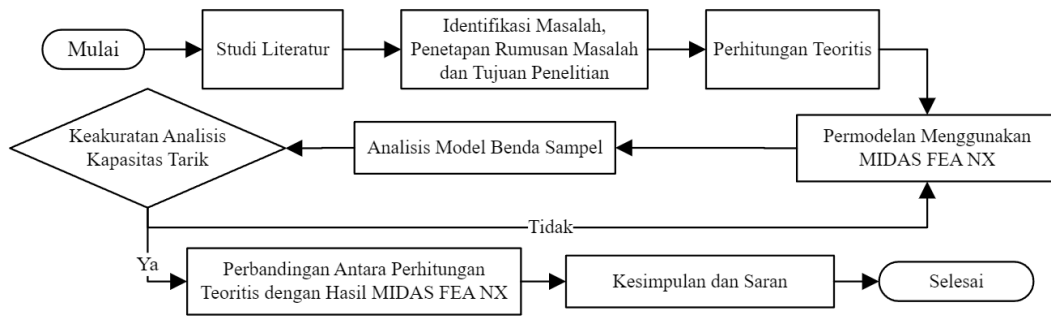 Mulai
Studi Literatur
Identifikasi Masalah,
Penetapan Rumusan Masalah
dan Tujuan Penelitian
Perhitungan Teoritis
Permodelan Menggunakan
MIDAS FEA NX
Analisis Model Benda Sampel
Keakuratan Analisis
Kapasitas Tarik
Tidak
Ya
Perbandingan Antara Perhitungan
Teoritis dengan Hasil MIDAS FEA NX
Kesimpulan dan Saran
Selesai